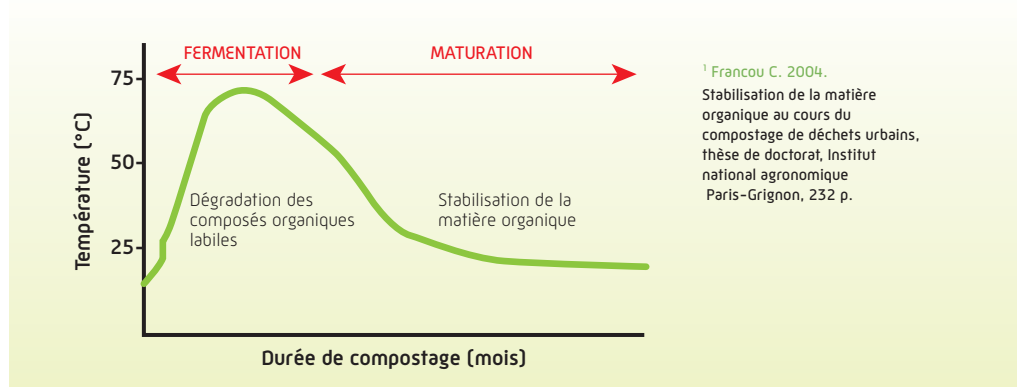 FERMENTATION
MATURATION
75
50
25
Température (°C)
Dégradation des
composés organiques
labiles
Stabilisation de la
matière organique
Durée de compostage (mois)
¹ Francou C. 2004.
Stabilisation de la matière
organique au cours du
compostage de déchets urbains,
thèse de doctorat, Institut
national agronomique
Paris-Grignon, 232 p.